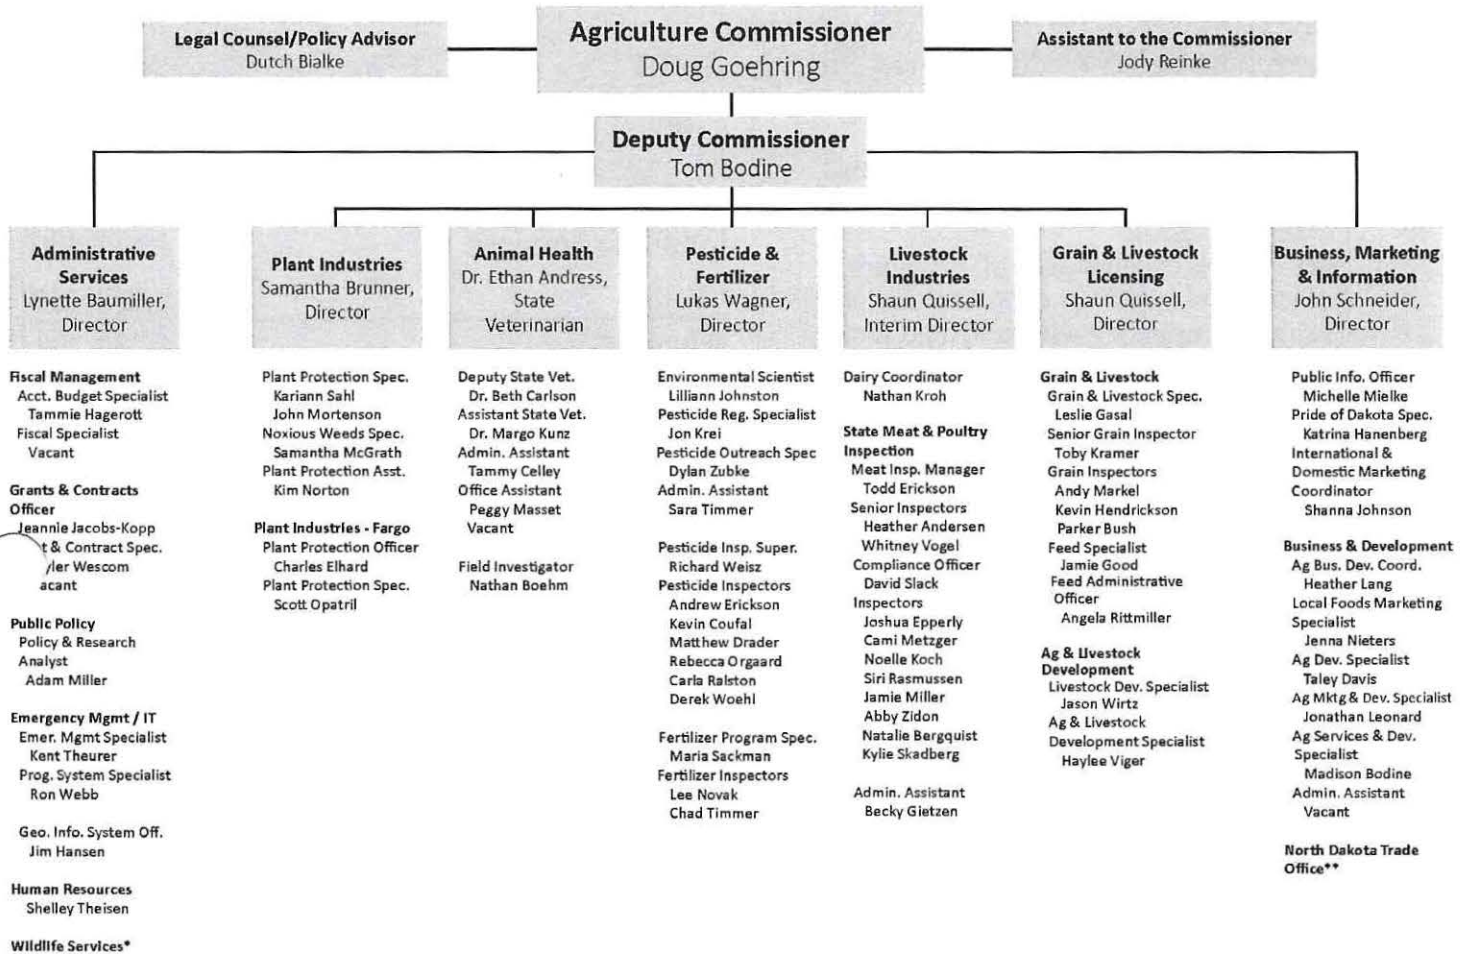 Legal Counsel/Policy Advisor
Dutch Bialke
Agriculture Commissioner
Doug Goehring
Assistant to the Commissioner
Jody Reinke
Deputy Commissioner
Tom Bodine
Administrative
Services
Lynette Baumiller,
Director
Fiscal Management
Acct. Budget Specialist
Tammie Hagerott
Fiscal Specialist
Vacant
Grants & Contracts
Officer
Jeannie Jacobs-Kopp
& Contract Spec.
Wescom
Public Policy
Policy & Research
Analyst
Adam Miller
Emergency Mgmt / IT
Emer. Mgmt Specialist
Kent Theurer
Prog. System Specialist
Ron Webb
Geo. Info. System Off.
Jim Hansen
Human Resources
Shelley Theisen
Wildlife Services*
Plant Industries
Samantha Brunner,
Director
Plant Protection Spec.
Kariann Sahl
John Mortenson
Noxious Weeds Spec.
Samantha McGrath
Plant Protection Asst.
Kim Norton
Plant Industries - Fargo
Plant Protection Officer
Charles Elhard
Plant Protection Spec.
Scott Opatril
Animal Health
Dr. Ethan Andress,
State
Veterinarian
Deputy State Vet.
Dr. Beth Carlson
Assistant State Vet.
Dr. Margo Kunz
Admin. Assistant
Tammy Celley
Office Assistant
Peggy Masset
Vacant
Field Investigator
Nathan Boehm
Pesticide &
Fertilizer
Lukas Wagner,
Director
Environmental Scientist
Lilliann Johnston
Pesticide Reg. Specialist
Jon Krei
Pesticide Outreach Spec
Dylan Zubke
Admin. Assistant
Sara Timmer
Pesticide Insp. Super.
Richard Weisz
Pesticide Inspectors
Andrew Erickson
Kevin Coufal
Matthew Drader
Rebecca Orgaard
Carla Ralston
Derek Woehl
Fertilizer Program Spec.
Maria Sackman
Fertilizer Inspectors
Lee Novak
Chad Timmer
Livestock
Industries
Shaun Quissell,
Interim Director
Dairy Coordinator
Nathan Kroh
State Meat & Poultry
Inspection
Meat Insp. Manager
Todd Erickson
Senior Inspectors
Heather Andersen
Whitney Vogel
Compliance Officer
David Slack
Inspectors
Joshua Epperly
Cami Metzger
Noelle Koch
Siri Rasmussen
Jamie Miller
Abby Zidon
Natalie Bergquist
Kylie Skadberg
Admin. Assistant
Becky Gietzen
Grain & Livestock
Licensing
Shaun Quissell,
Director
Grain & Livestock
Grain & Livestock Spec.
Leslie Gasal
Senior Grain Inspector
Toby Kramer
Grain Inspectors
Andy Markel
Kevin Hendrickson
Parker Bush
Feed Specialist
Jamie Good
Feed Administrative
Officer
Angela Rittmiller
Ag & Livestock
Development
Livestock Dev. Specialist
Jason Wirtz
Ag & Livestock
Development Specialist
Haylee Viger
Business, Marketing
& Information
John Schneider,
Director
Public Info. Officer
Michelle Mielke
Pride of Dakota Spec.
Katrina Hanenberg
International &
Domestic Marketing
Coordinator
Shanna Johnson
Business & Development
Ag Bus. Dev. Coord.
Heather Lang
Local Foods Marketing
Specialist
Jenna Nieters
Ag Dev. Specialist
Taley Davis
Ag Mktg & Dev. Specialist
Jonathan Leonard
Ag Services & Dev.
Specialist
Madison Bodine
Admin. Assistant
Vacant
North Dakota Trade
Office**